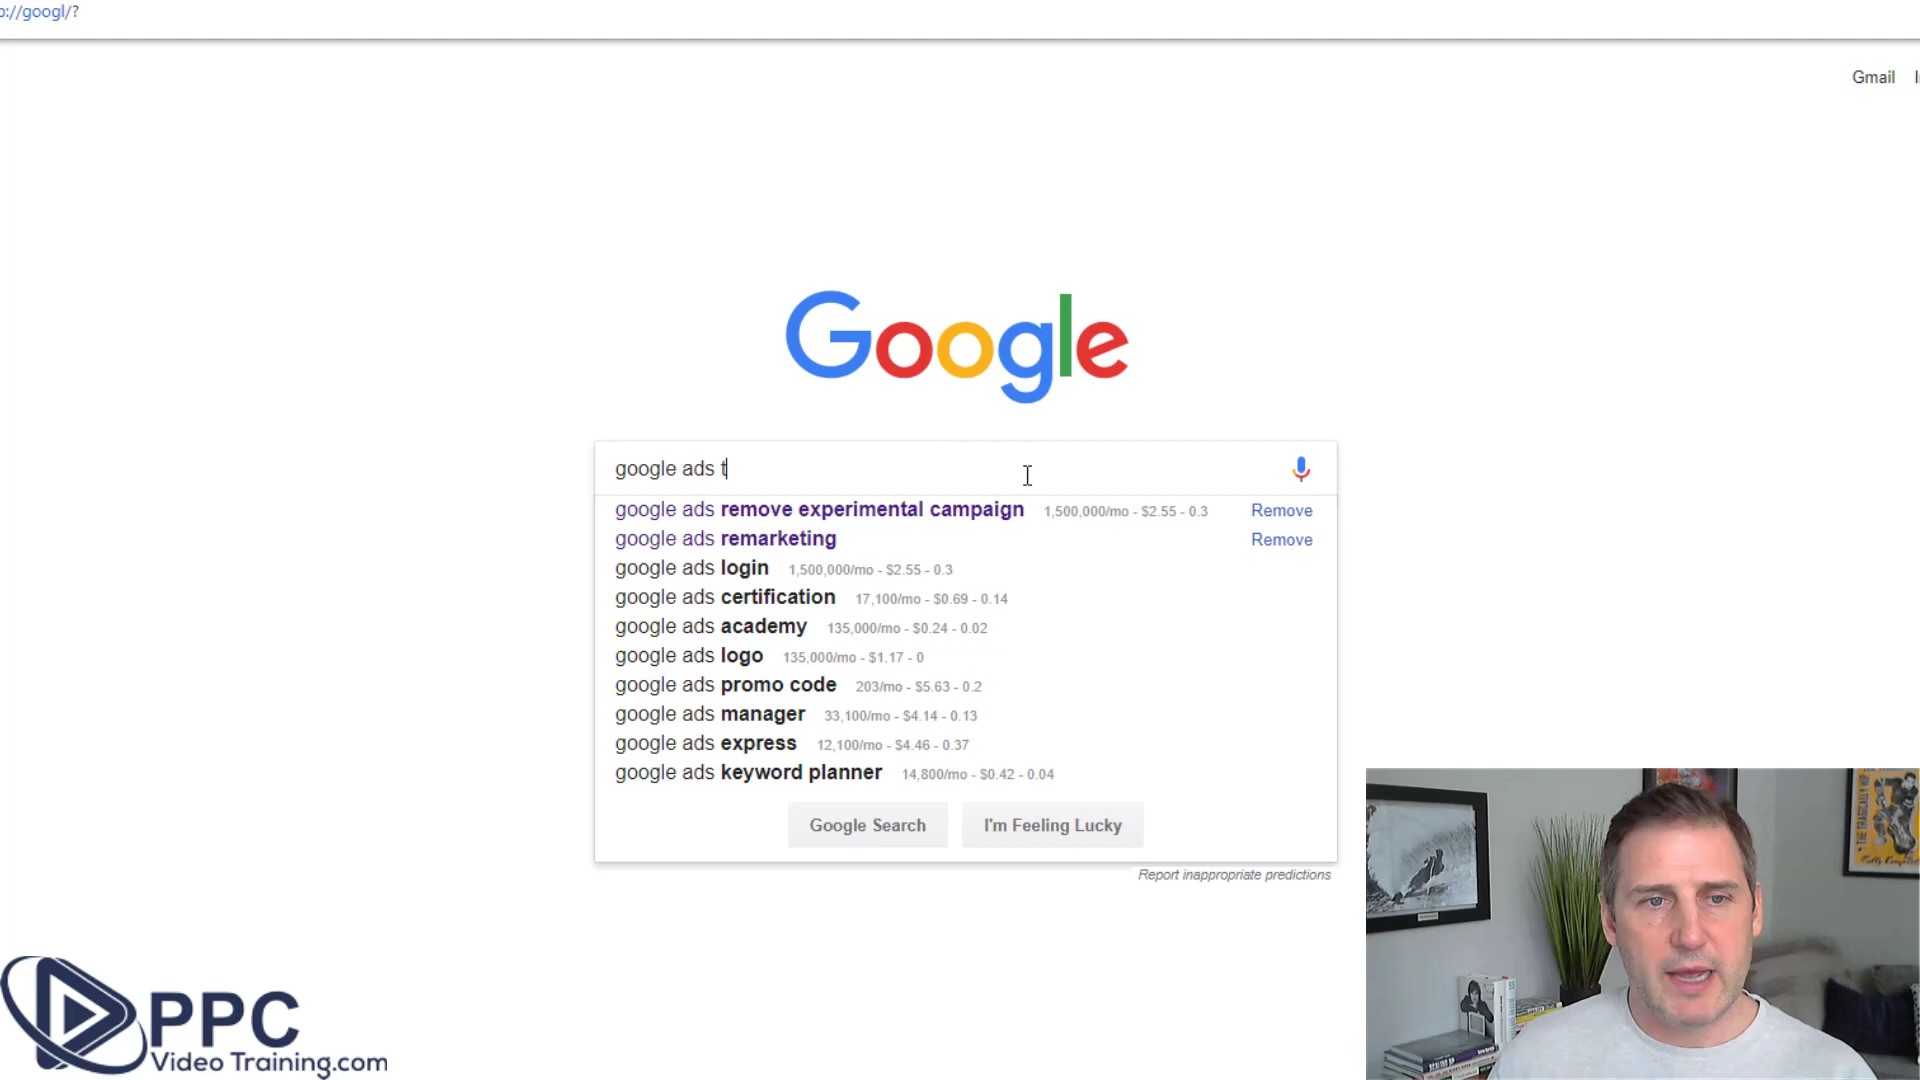 p://googl/?
Gmail
Google
google ads t
google ads remove experimental campaign 1,500,000/mo - $2.55 - 0.3 Remove
google ads remarketing Remove
google ads login 1,500,000/mo - $2.55 - 0.3
google ads certification 17,100/mo - $0.69 - 0.14
google ads academy 135,000/mo - $0.24 - 0.02
google ads logo 135,000/mo - $1.17 - 0
google ads promo code 203/mo - $5.63 - 0.2
google ads manager 33,100/mo - $4.14 - 0.13
google ads express 12,100/mo - $4.46 - 0.37
google ads keyword planner 14,800/mo - $0.42 - 0.04
Google Search I'm Feeling Lucky
Report inappropriate predictions
THE TRAGICALLY HIP
PPC
Video Training.com